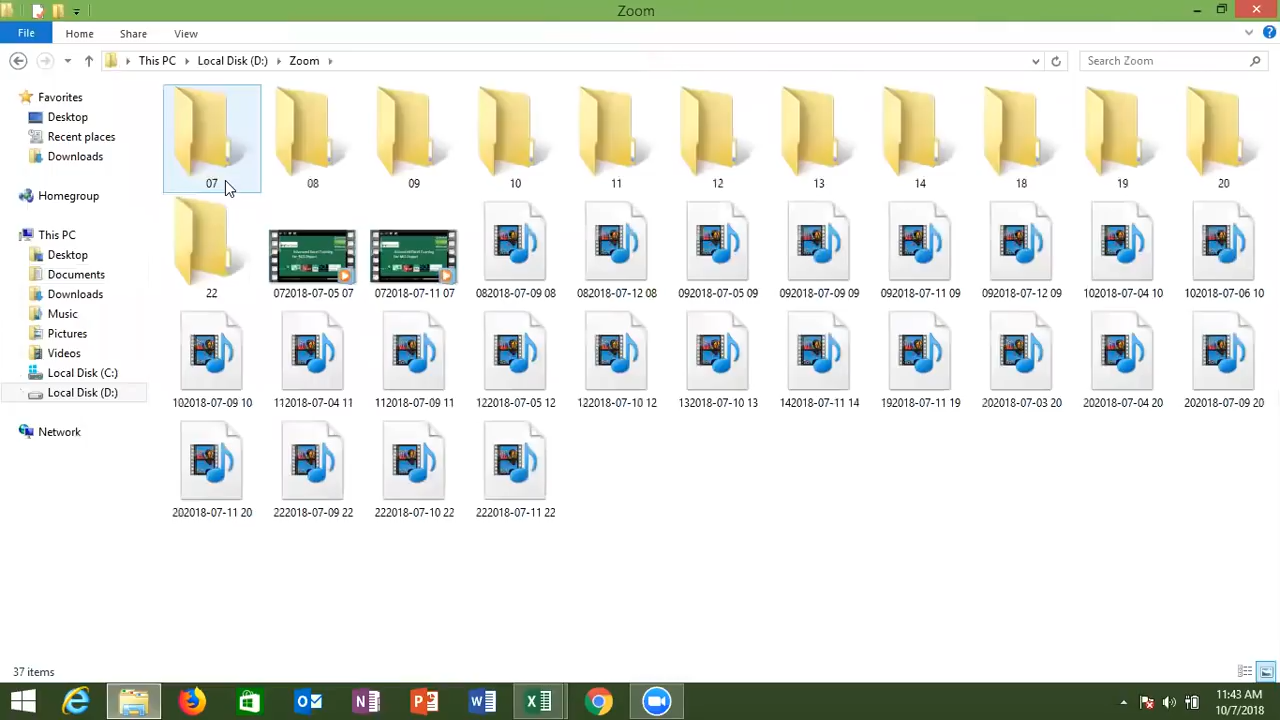 Zoom
File Home Share View
This PC Local Disk (D:) Zoom Search Zoom
Favorites
Desktop
Recent places
Downloads
Homegroup
This PC
Desktop
Documents
Downloads
Music
Pictures
Videos
Local Disk (C:)
Local Disk (D:)
Network
07 08 09 10 11 12 13 14 18 19 20
22 072018-07-05 07 072018-07-11 07 082018-07-09 08 082018-07-12 08 092018-07-05 09 092018-07-09 09 092018-07-11 09 092018-07-12 09 102018-07-04 10 102018-07-06 10
102018-07-09 10 112018-07-04 11 112018-07-09 11 122018-07-05 12 122018-07-10 12 132018-07-10 13 142018-07-11 14 192018-07-11 19 202018-07-03 20 202018-07-04 20 202018-07-09 20
202018-07-11 20 222018-07-09 22 222018-07-10 22 222018-07-11 22
37 items
11:43 AM
10/7/2018